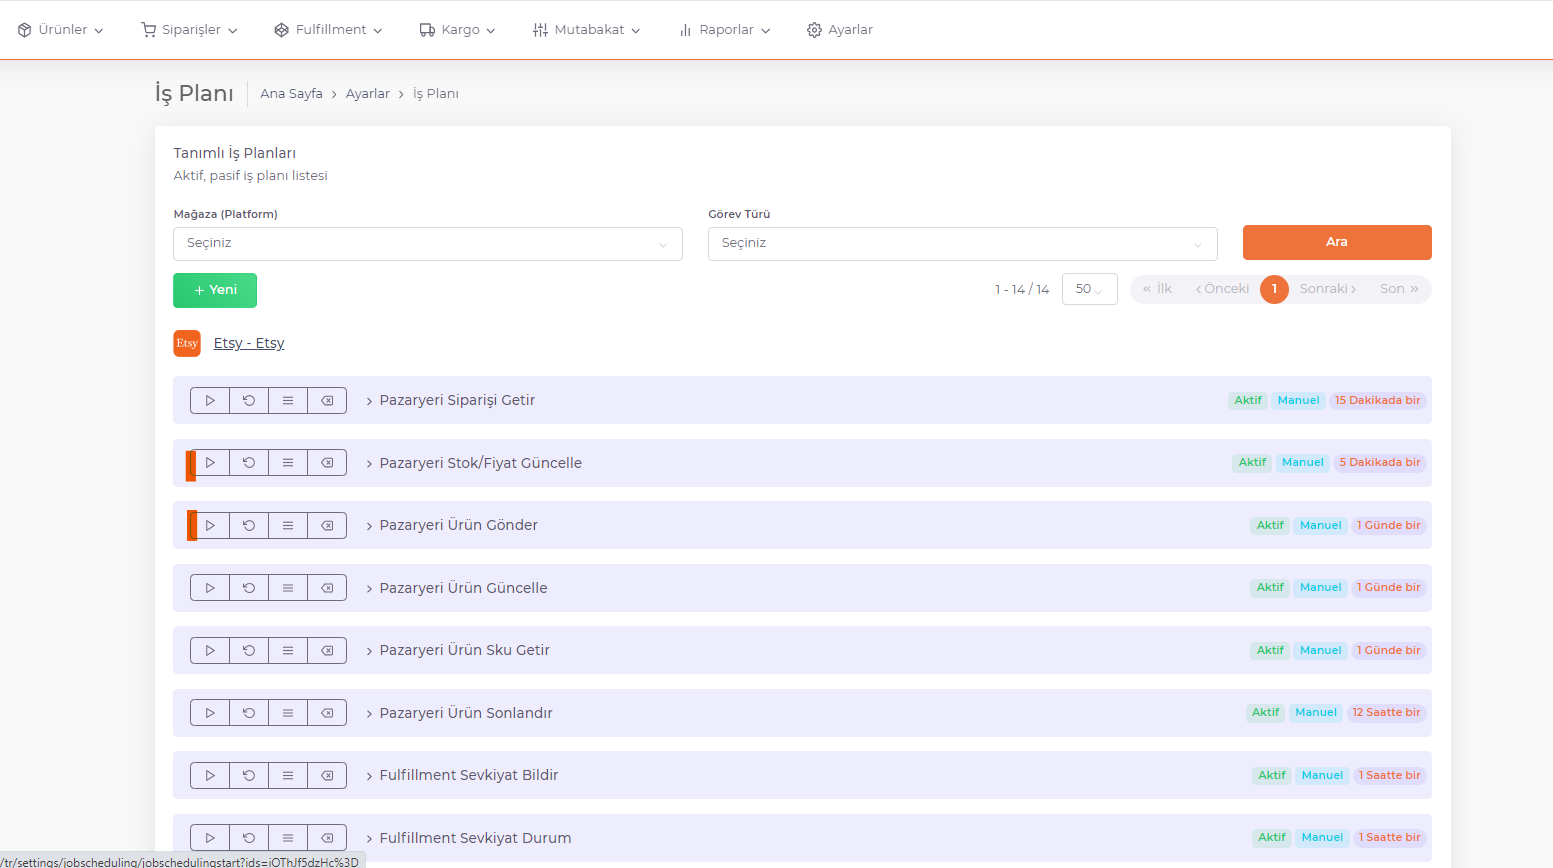 Ürünler Siparişler Fulfillment Kargo Mutabakat Raporlar Ayarlar
İş Planı Ana Sayfa > Ayarlar > İş Planı
Tanımlı İş Planları
Aktif, pasif iş planı listesi
Mağaza (Platform) Görev Türü
Seçiniz Seçiniz Ara
+ Yeni 1 - 14 / 14 50 « İlk ‹ Önceki 1 Sonraki › Son »
Etsy Etsy - Etsy
> Pazaryeri Siparişi Getir Aktif Manuel 15 Dakikada bir
> Pazaryeri Stok/Fiyat Güncelle Aktif Manuel 5 Dakikada bir
> Pazaryeri Ürün Gönder Aktif Manuel 1 Günde bir
> Pazaryeri Ürün Güncelle Aktif Manuel 1 Günde bir
> Pazaryeri Ürün Sku Getir Aktif Manuel 1 Günde bir
> Pazaryeri Ürün Sonlandır Aktif Manuel 12 Saatte bir
> Fulfillment Sevkiyat Bildir Aktif Manuel 1 Saatte bir
> Fulfillment Sevkiyat Durum Aktif Manuel 1 Saatte bir
/tr/settings/jobscheduling/jobschedulingstart?ids=jOThJf5dzHc%3D